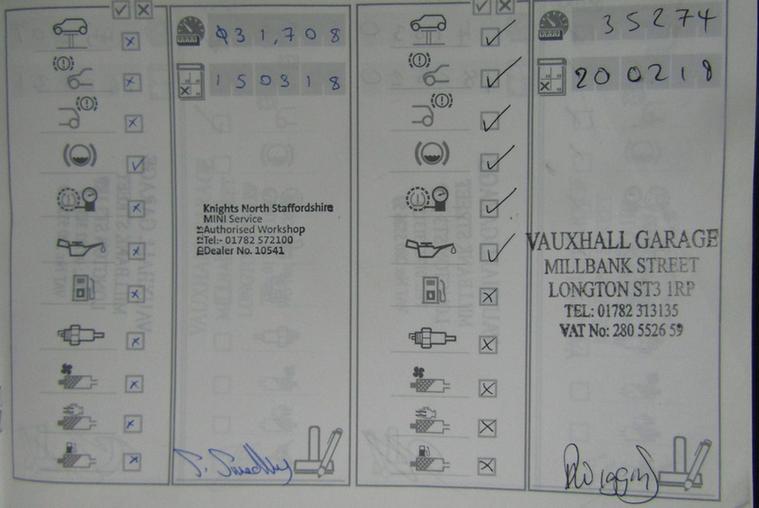 031,708
150318
Knights North Staffordshire
MINI Service
Authorised Workshop
Tel:- 01782 572100
Dealer No. 10541
35274
200218
VAUXHALL GARAGE
MILLBANK STREET
LONGTON ST3 1RP
TEL: 01782 313135
VAT No: 280 5526 59